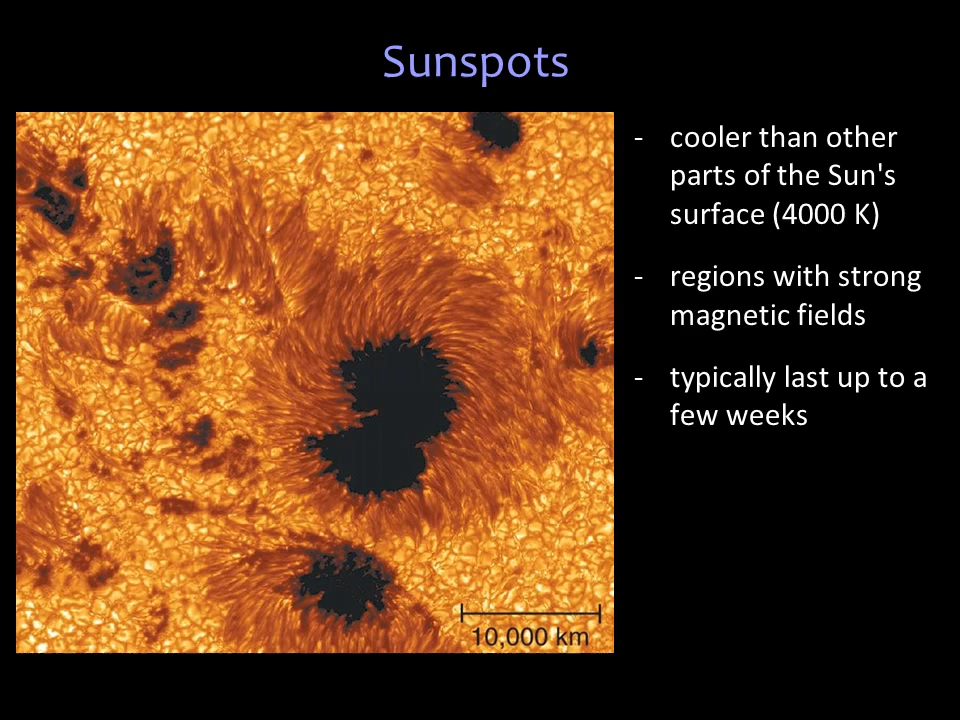 Sunspots
- cooler than other
parts of the Sun's
surface (4000 K)
- regions with strong
magnetic fields
- typically last up to a
few weeks
10,000 km